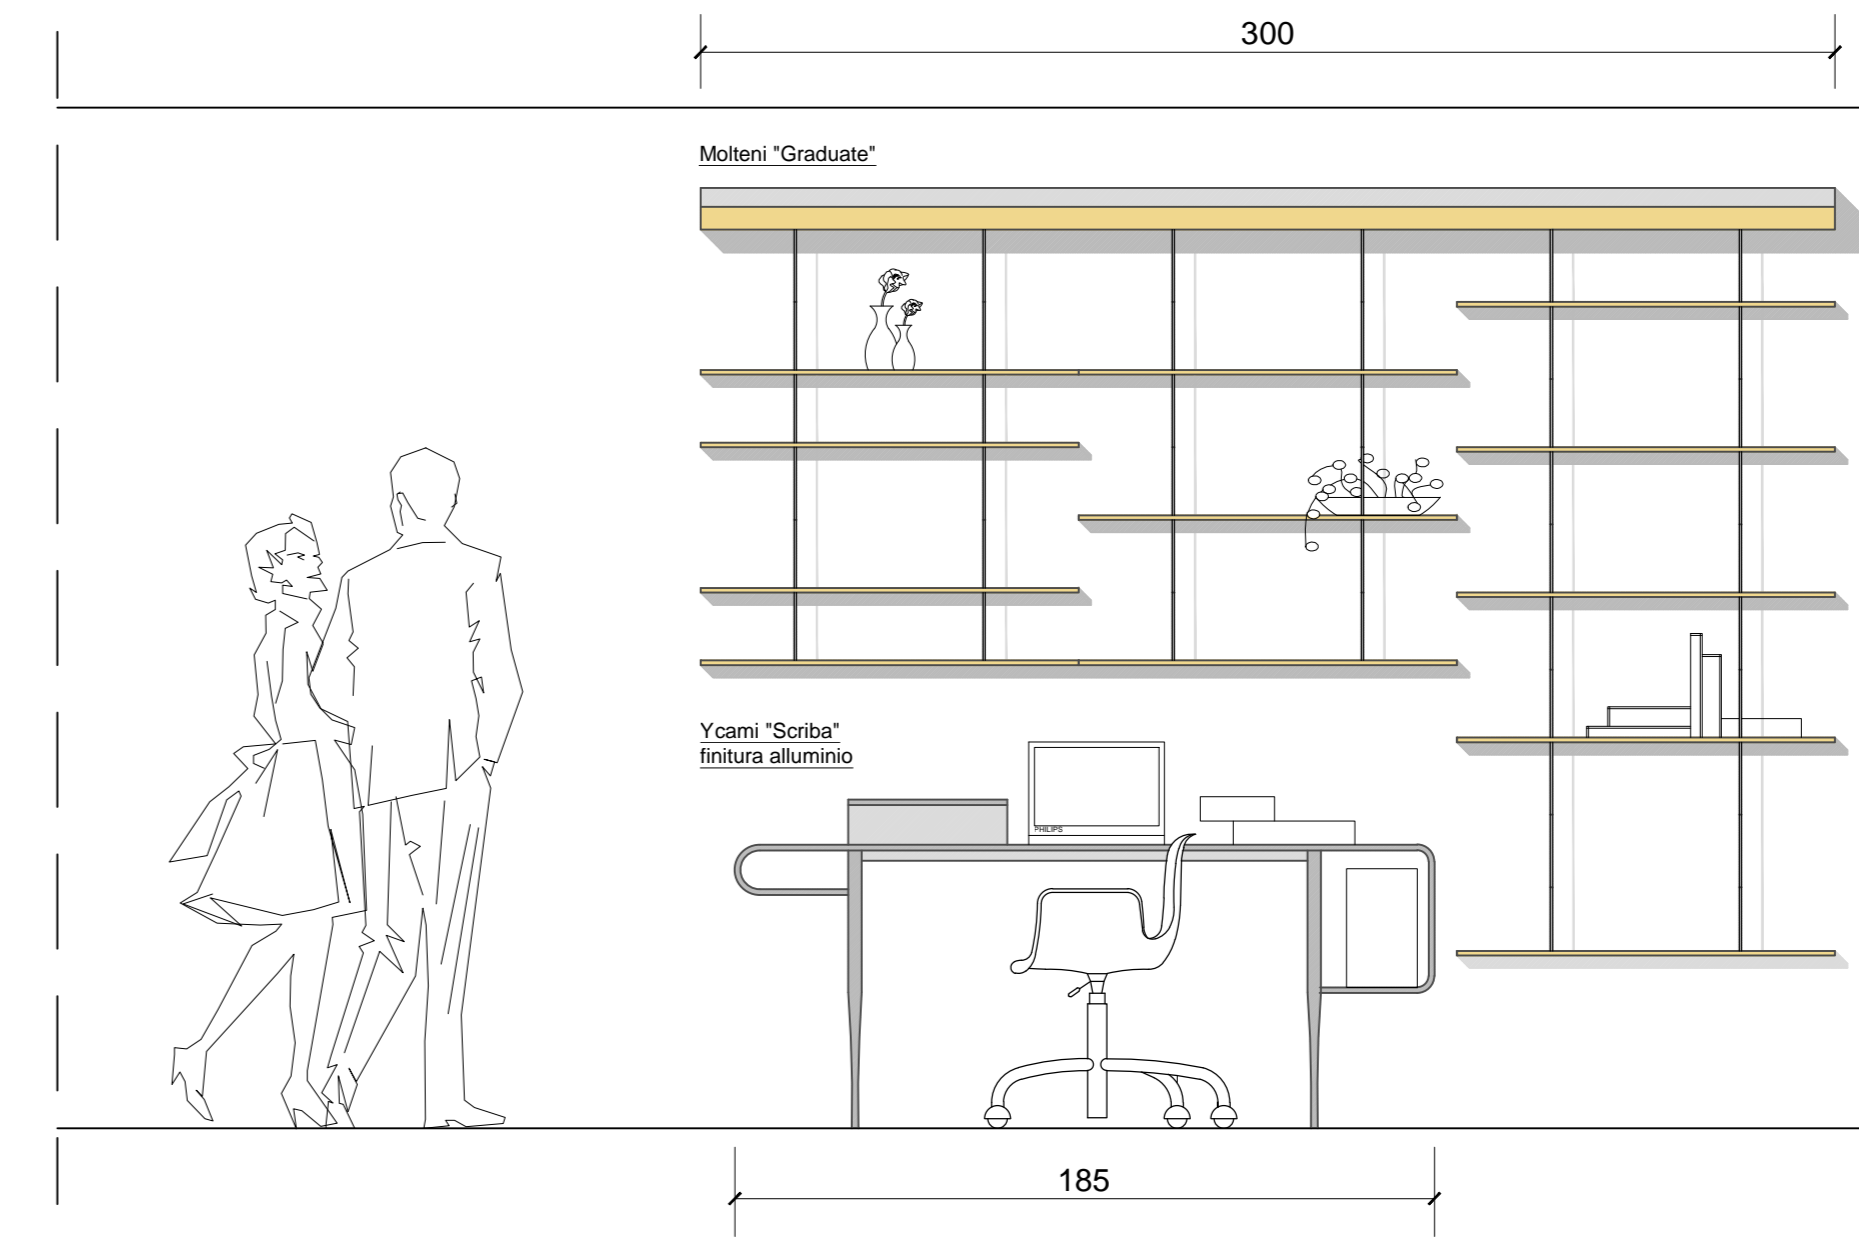 300
Molteni "Graduate"
Ycami "Scriba"
finitura alluminio
PHILIPS
185